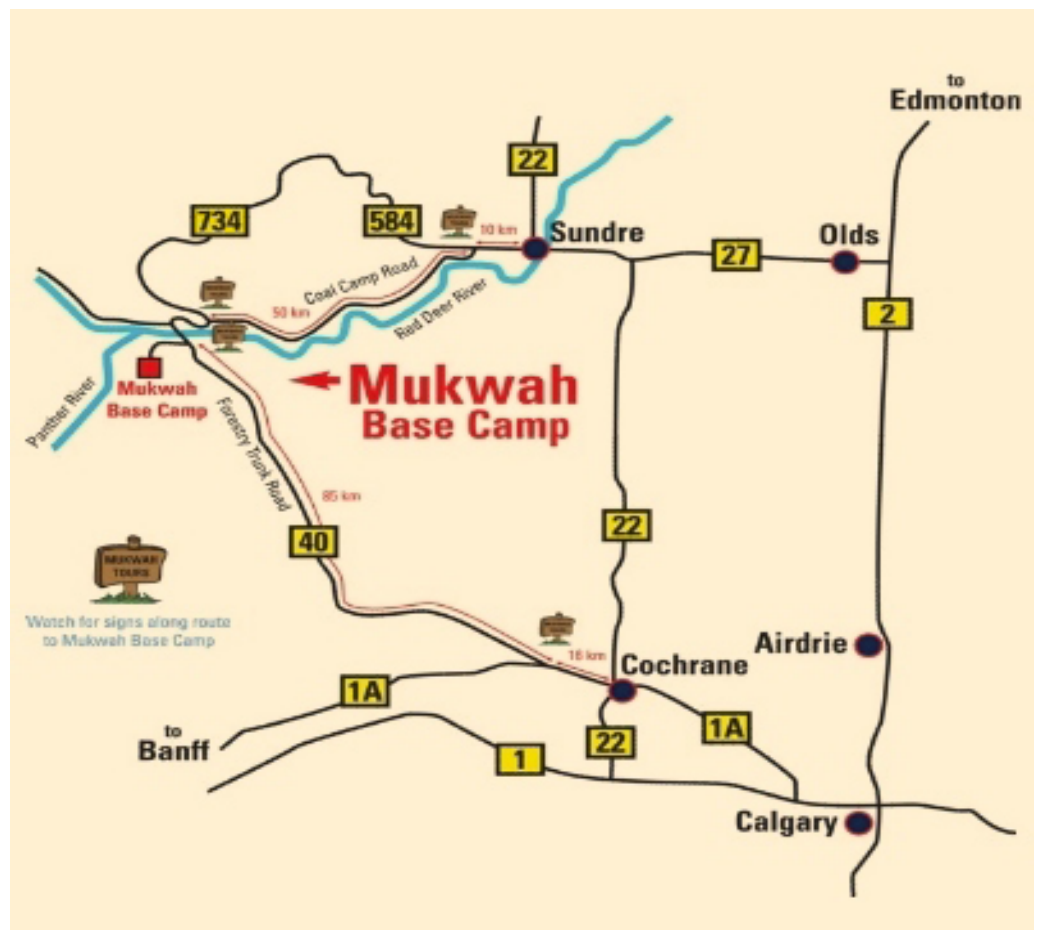 to
Edmonton
22
734
584
10 km
Sundre
Olds
27
Coal Camp Road
50 km
Red Deer River
2
Mukwah
Base Camp
Panther River
Mukwah
Base Camp
Forestry Trunk Road
85 km
40
22
MUKWAH
TOURS
Watch for signs along route
to Mukwah Base Camp
Airdrie
16 km
Cochrane
1A
to
Banff
22
1A
1
Calgary